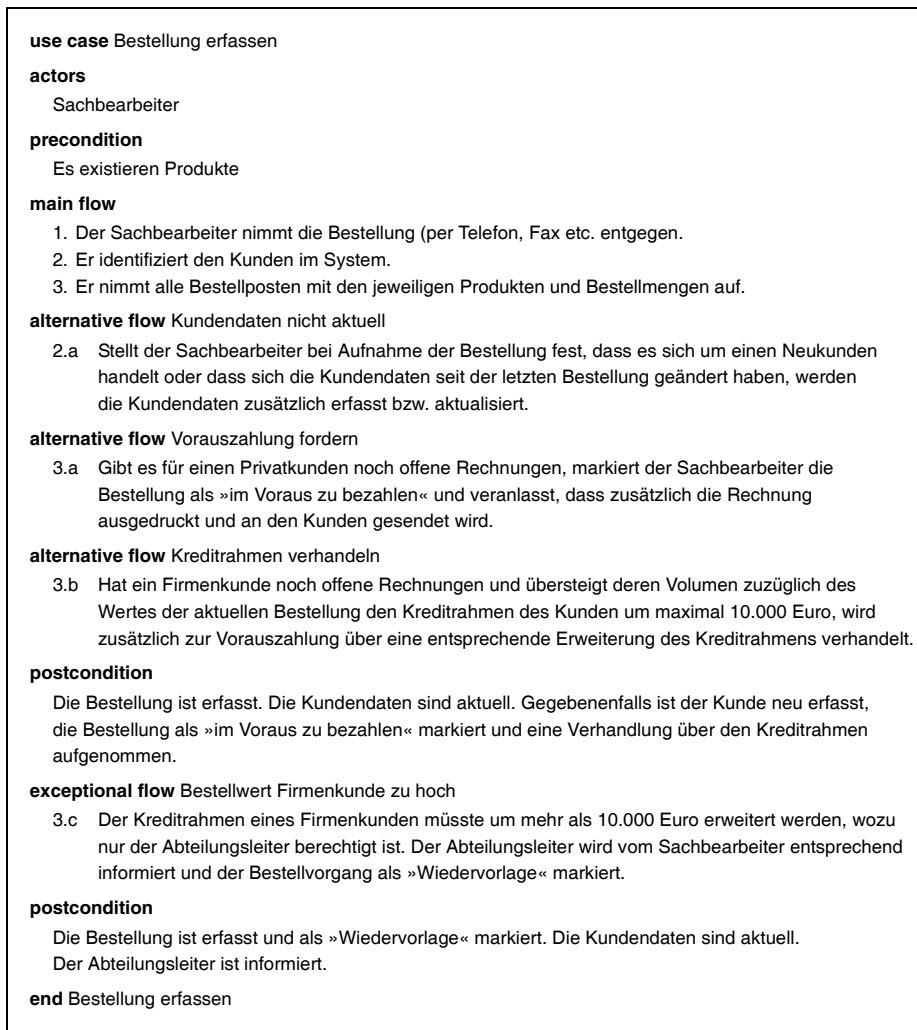 use case Bestellung erfassen
actors
Sachbearbeiter
precondition
Es existieren Produkte
main flow
1. Der Sachbearbeiter nimmt die Bestellung (per Telefon, Fax etc. entgegen.
2. Er identifiziert den Kunden im System.
3. Er nimmt alle Bestellposten mit den jeweiligen Produkten und Bestellmengen auf.
alternative flow Kundendaten nicht aktuell
2.a Stellt der Sachbearbeiter bei Aufnahme der Bestellung fest, dass es sich um einen Neukunden
handelt oder dass sich die Kundendaten seit der letzten Bestellung geändert haben, werden
die Kundendaten zusätzlich erfasst bzw. aktualisiert.
alternative flow Vorauszahlung fordern
3.a Gibt es für einen Privatkunden noch offene Rechnungen, markiert der Sachbearbeiter die
Bestellung als »im Voraus zu bezahlen« und veranlasst, dass zusätzlich die Rechnung
ausgedruckt und an den Kunden gesendet wird.
alternative flow Kreditrahmen verhandeln
3.b Hat ein Firmenkunde noch offene Rechnungen und übersteigt deren Volumen zuzüglich des
Wertes der aktuellen Bestellung den Kreditrahmen des Kunden um maximal 10.000 Euro, wird
zusätzlich zur Vorauszahlung über eine entsprechende Erweiterung des Kreditrahmens verhandelt.
postcondition
Die Bestellung ist erfasst. Die Kundendaten sind aktuell. Gegebenenfalls ist der Kunde neu erfasst,
die Bestellung als »im Voraus zu bezahlen« markiert und eine Verhandlung über den Kreditrahmen
aufgenommen.
exceptional flow Bestellwert Firmenkunde zu hoch
3.c Der Kreditrahmen eines Firmenkunden müsste um mehr als 10.000 Euro erweitert werden, wozu
nur der Abteilungsleiter berechtigt ist. Der Abteilungsleiter wird vom Sachbearbeiter entsprechend
informiert und der Bestellvorgang als »Wiedervorlage« markiert.
postcondition
Die Bestellung ist erfasst und als »Wiedervorlage« markiert. Die Kundendaten sind aktuell.
Der Abteilungsleiter ist informiert.
end Bestellung erfassen